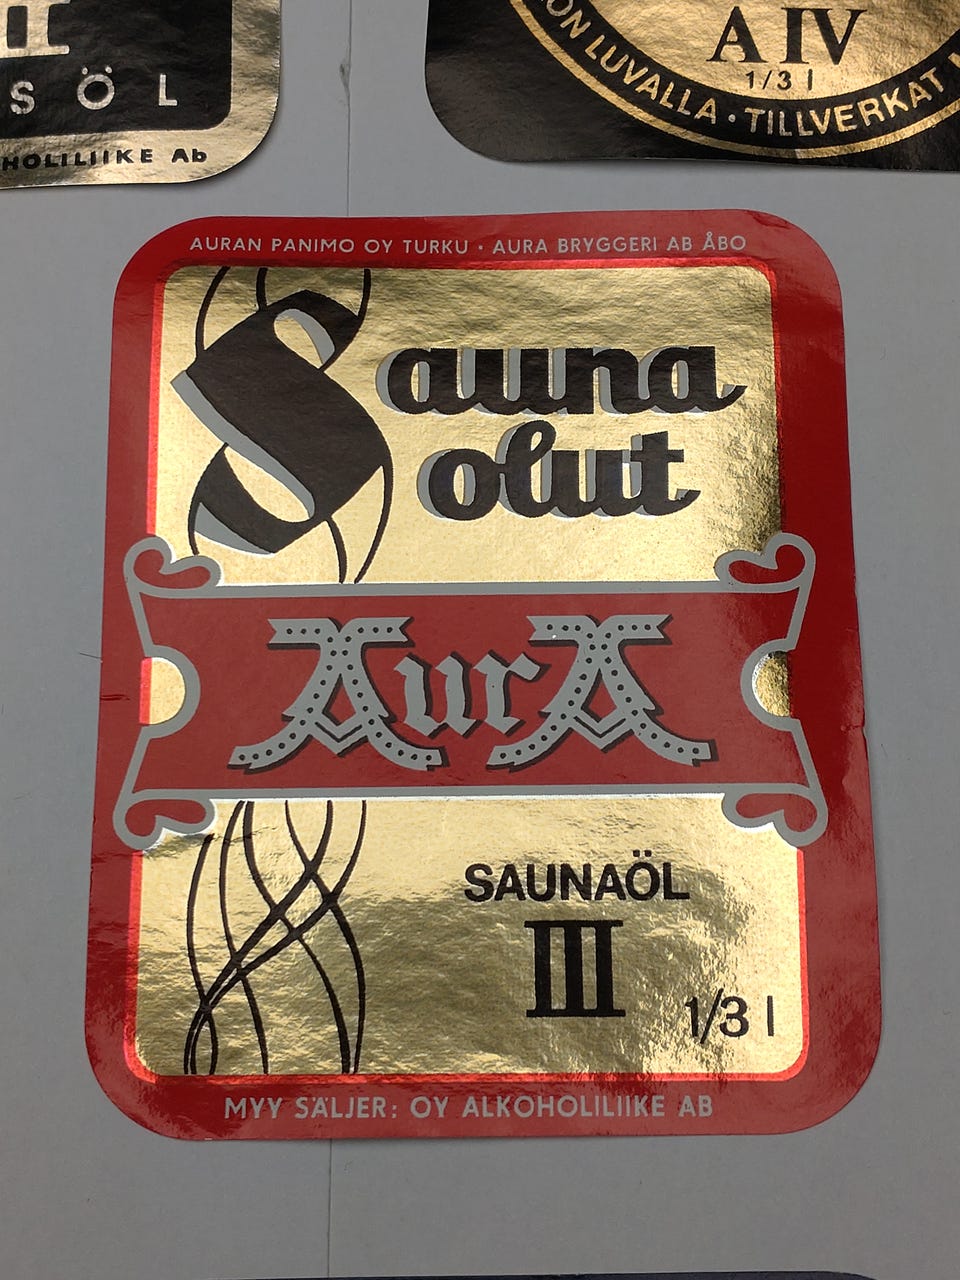 SÖL
HOLILIIKE Ab
A IV
1/3 l
ON LUVALLA · TILLVERKAT
AURAN PANIMO OY TURKU · AURA BRYGGERI AB ÅBO
Sauna
olut
AurA
SAUNAÖL
III
1/3 l
MYY SÄLJER: OY ALKOHOLILIIKE AB